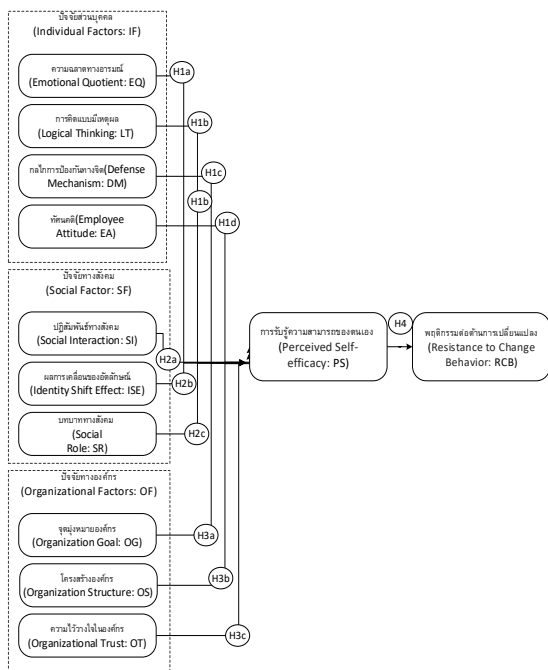 ปัจจัยส่วนบุคคล
(Individual Factors: IF)
ความฉลาดทางอารมณ์
(Emotional Quotient: EQ)
H1a
การคิดแบบมีเหตุผล
(Logical Thinking: LT)
H1b
กลไกการป้องกันทางจิต(Defense
Mechanism: DM)
H1c
H1b
ทัศนคติ(Employee
Attitude: EA)
H1d
ปัจจัยทางสังคม
(Social Factor: SF)
ปฏิสัมพันธ์ทางสังคม
(Social Interaction: SI)
H2a
ผลการเคลื่อนของอัตลักษณ์
(Identity Shift Effect: ISE)
H2b
บทบาททางสังคม
(Social
Role: SR)
H2c
การรับรู้ความสามารถของตนเอง
(Perceived Self-
efficacy: PS)
H4
พฤติกรรมต่อต้านการเปลี่ยนแปลง
(Resistance to Change
Behavior: RCB)
ปัจจัยทางองค์กร
(Organizational Factors: OF)
จุดมุ่งหมายองค์กร
(Organization Goal: OG)
H3a
โครงสร้างองค์กร
(Organization Structure: OS)
H3b
ความไว้วางใจในองค์กร
(Organizational Trust: OT)
H3c